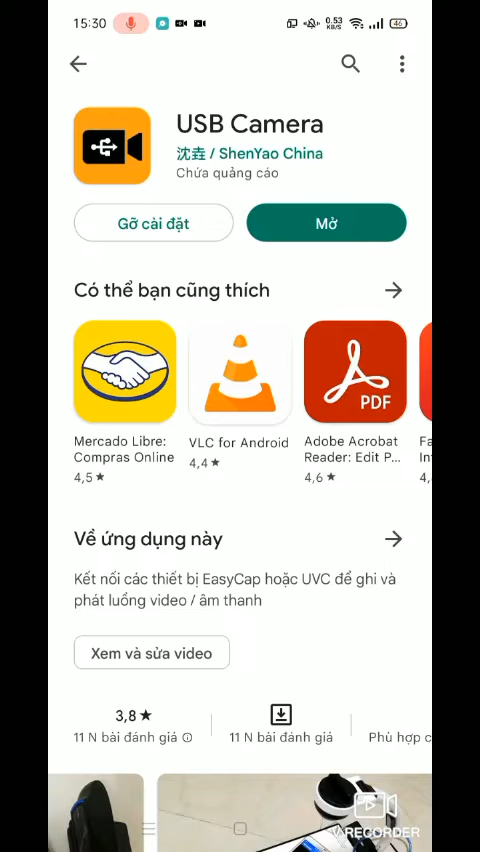 15:30
0.53
KB/S
46
USB Camera
沈垚 / ShenYao China
Chứa quảng cáo
Gỡ cài đặt
Mở
Có thể bạn cũng thích
PDF
Mercado Libre:
Compras Online
4,5★
VLC for Android
4,4★
Adobe Acrobat
Reader: Edit P...
4,6★
Fa
In
4,
Về ứng dụng này
Kết nối các thiết bị EasyCap hoặc UVC để ghi và
phát luồng video / âm thanh
Xem và sửa video
3,8★
11 N bài đánh giá
11 N bài đánh giá
Phù hợp c
VRECORDER